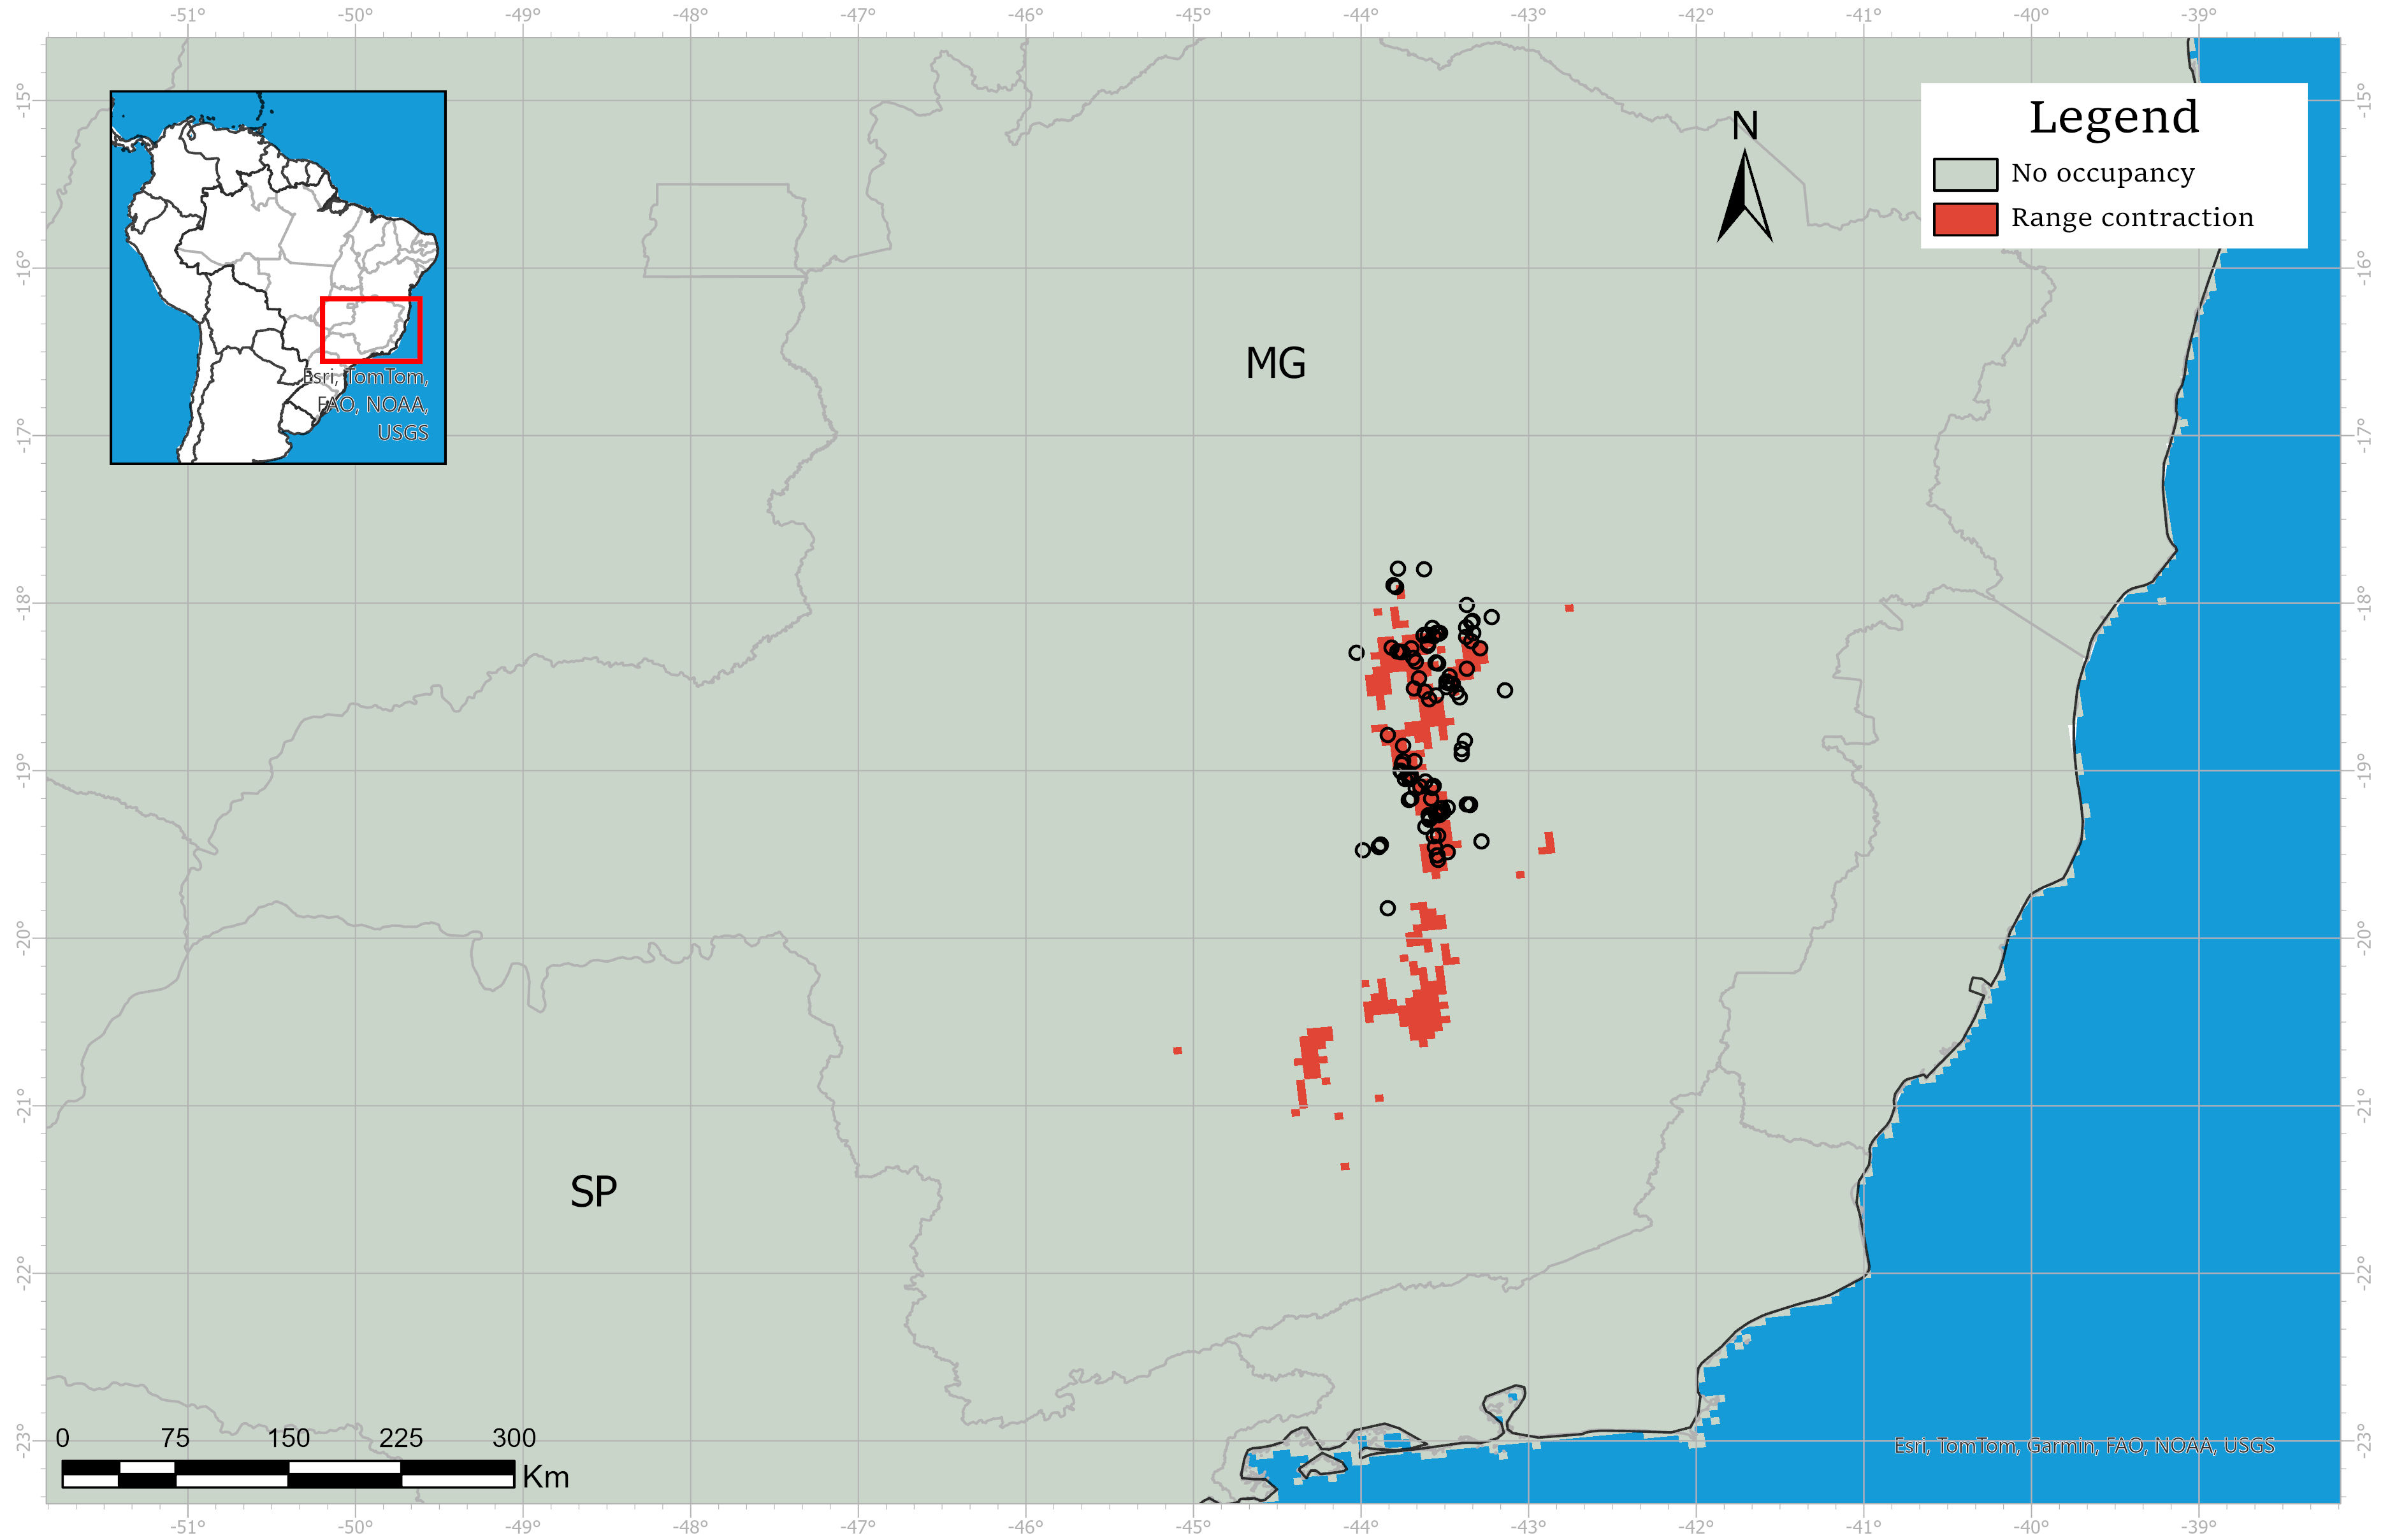 -51° -50° -49° -48° -47° -46° -45° -44° -43° -42° -41° -40° -39°
-15° -15°
-16° -16°
-17° -17°
-18° -18°
-19° -19°
-20° -20°
-21° -21°
-22° -22°
-23° -23°
Esri, TomTom,
FAO, NOAA,
USGS
N
Legend
No occupancy
Range contraction
MG
SP
0 75 150 225 300
Km
Esri, TomTom, Garmin, FAO, NOAA, USGS
-51° -50° -49° -48° -47° -46° -45° -44° -43° -42° -41° -40° -39°